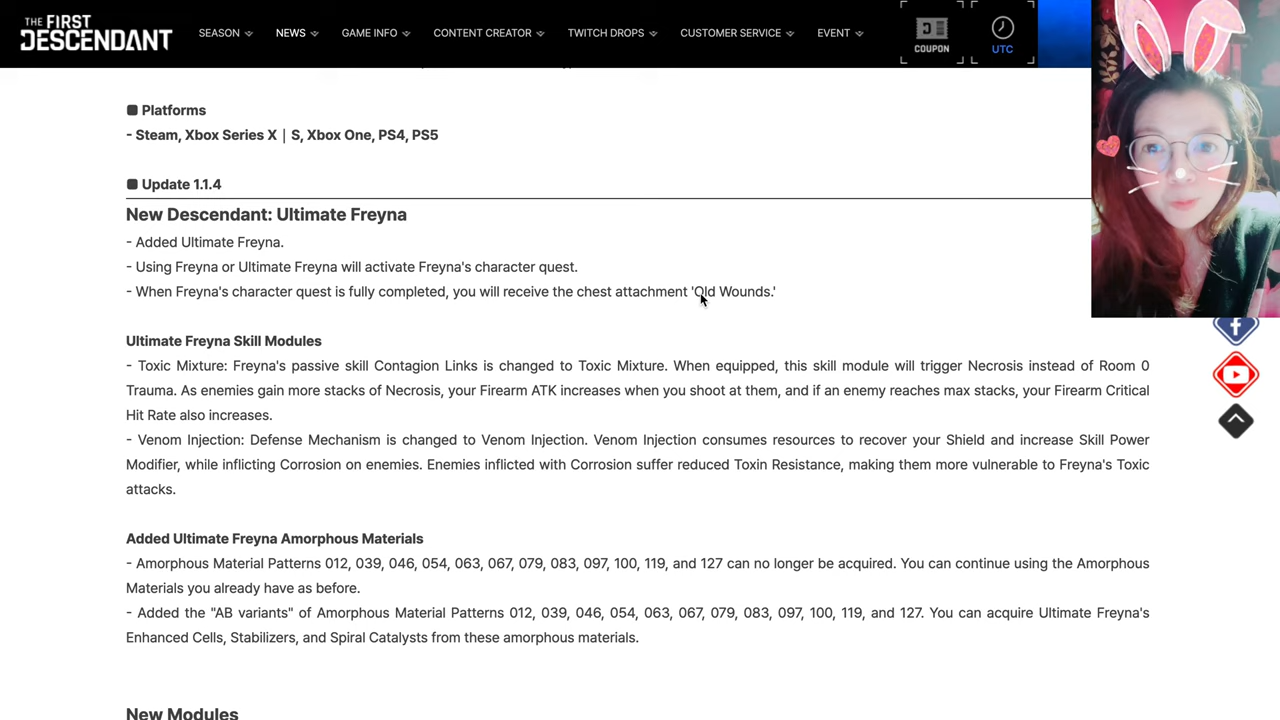 THE FIRST
DESCENDANT
SEASON
NEWS
GAME INFO
CONTENT CREATOR
TWITCH DROPS
CUSTOMER SERVICE
EVENT
COUPON
UTC
■ Platforms
- Steam, Xbox Series X | S, Xbox One, PS4, PS5
■ Update 1.1.4
New Descendant: Ultimate Freyna
- Added Ultimate Freyna.
- Using Freyna or Ultimate Freyna will activate Freyna's character quest.
- When Freyna's character quest is fully completed, you will receive the chest attachment 'Old Wounds.'
Ultimate Freyna Skill Modules
- Toxic Mixture: Freyna's passive skill Contagion Links is changed to Toxic Mixture. When equipped, this skill module will trigger Necrosis instead of Room 0
Trauma. As enemies gain more stacks of Necrosis, your Firearm ATK increases when you shoot at them, and if an enemy reaches max stacks, your Firearm Critical
Hit Rate also increases.
- Venom Injection: Defense Mechanism is changed to Venom Injection. Venom Injection consumes resources to recover your Shield and increase Skill Power
Modifier, while inflicting Corrosion on enemies. Enemies inflicted with Corrosion suffer reduced Toxin Resistance, making them more vulnerable to Freyna's Toxic
attacks.
Added Ultimate Freyna Amorphous Materials
- Amorphous Material Patterns 012, 039, 046, 054, 063, 067, 079, 083, 097, 100, 119, and 127 can no longer be acquired. You can continue using the Amorphous
Materials you already have as before.
- Added the "AB variants" of Amorphous Material Patterns 012, 039, 046, 054, 063, 067, 079, 083, 097, 100, 119, and 127. You can acquire Ultimate Freyna's
Enhanced Cells, Stabilizers, and Spiral Catalysts from these amorphous materials.
New Modules